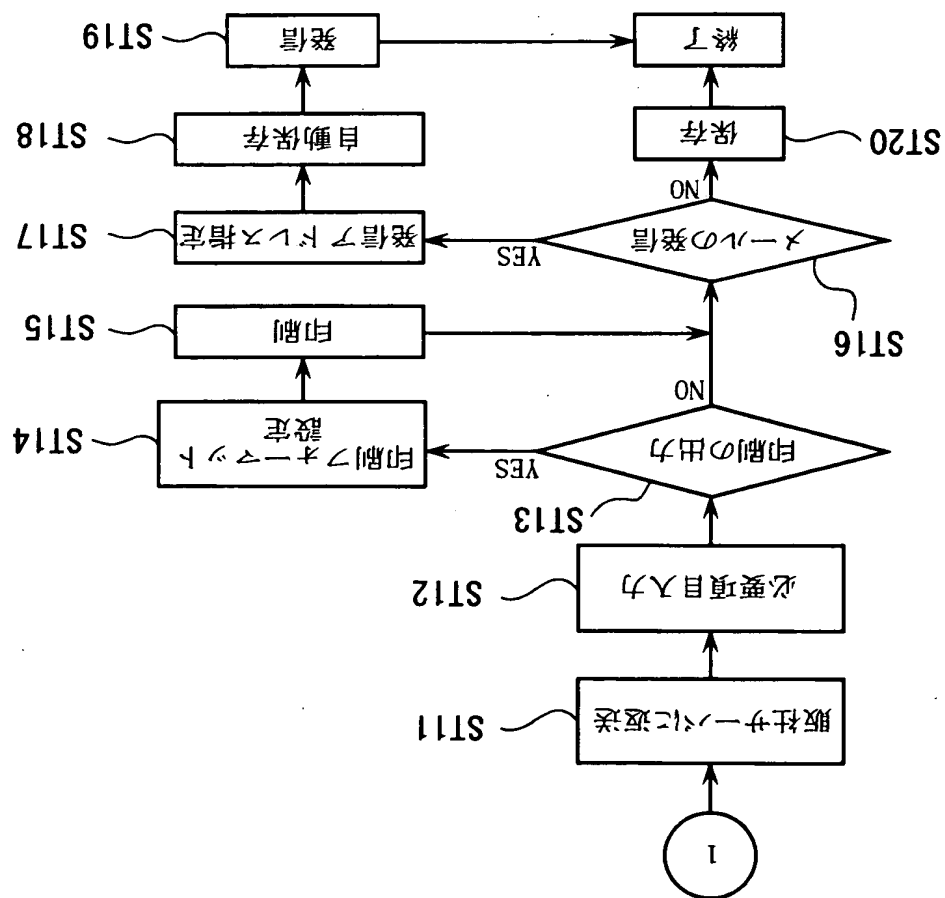 1
販社サーバに返送
ST11
必要項目入力
ST12
ST13
印刷の出力
YES
NO
印刷フォーマット
設定
ST14
印刷
ST15
ST16
メールの発信
YES
NO
発信アドレス指定
ST17
自動保存
ST18
保存
ST20
発信
ST19
終了